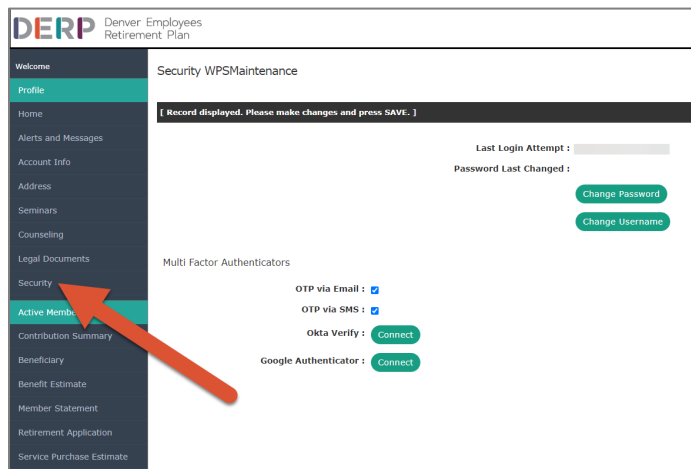 DERP Denver Employees
Retirement Plan
Welcome
Profile
Home
Alerts and Messages
Account Info
Address
Seminars
Counseling
Legal Documents
Security
Active Membe
Contribution Summary
Beneficiary
Benefit Estimate
Member Statement
Retirement Application
Service Purchase Estimate
Security WPSMaintenance
[ Record displayed. Please make changes and press SAVE. ]
Last Login Attempt :
Password Last Changed :
Change Password
Change Username
Multi Factor Authenticators
OTP via Email :
OTP via SMS :
Okta Verify : Connect
Google Authenticator : Connect